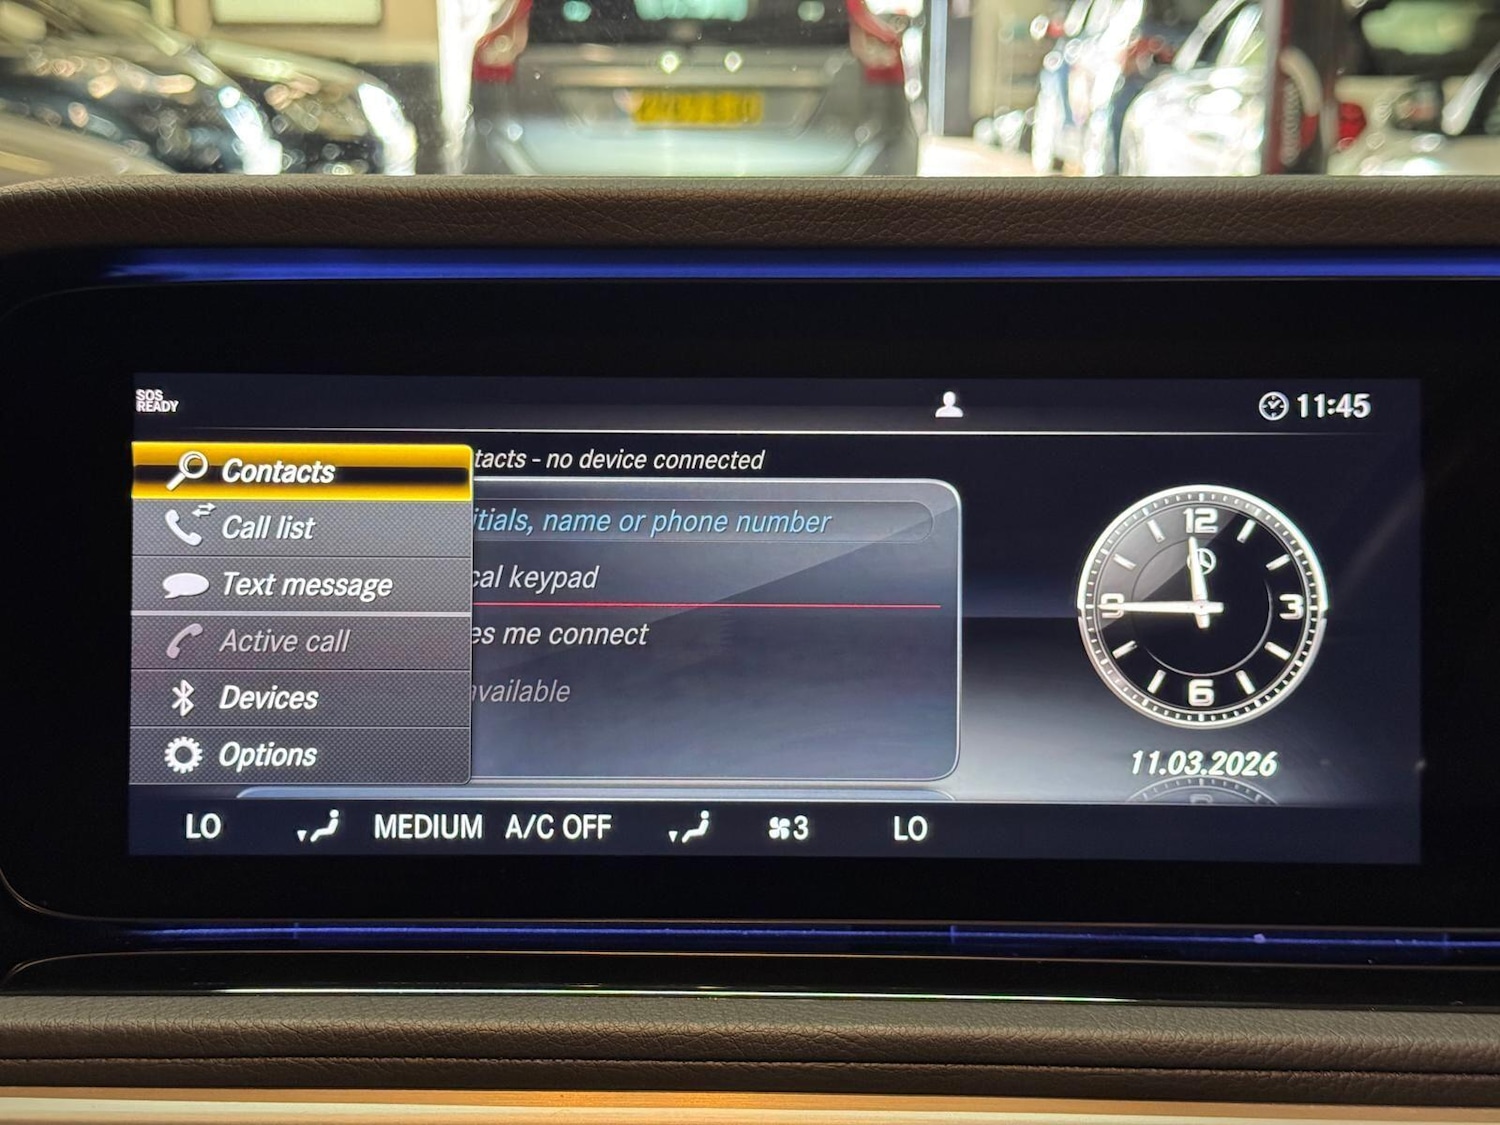 SOS
READY
11:45
Contacts
tacts - no device connected
Call list
itials, name or phone number
Text message
cal keypad
Active call
es me connect
Devices
available
Options
12
3
6
9
11.03.2026
LO MEDIUM A/C OFF 3 LO